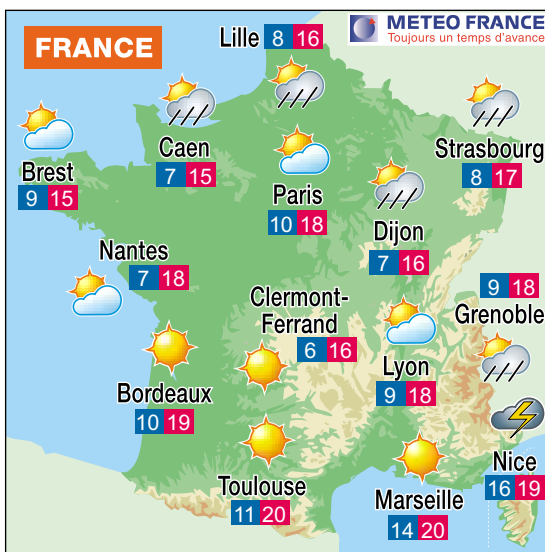 FRANCE
METEO FRANCE
Toujours un temps d'avance
Lille 8 16
Caen
7 15
Strasbourg
8 17
Brest
9 15
Paris
10 18
Dijon
7 16
Nantes
7 18
9 18
Grenoble
Clermont-
Ferrand
6 16
Lyon
9 18
Bordeaux
10 19
Nice
16 19
Toulouse
11 20
Marseille
14 20